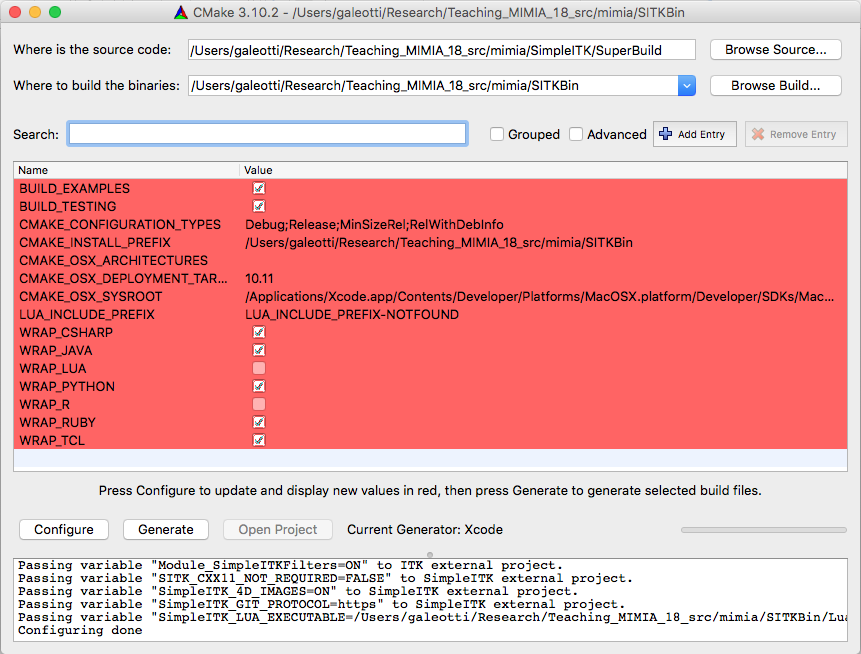 CMake 3.10.2 - /Users/galeotti/Research/Teaching_MIMIA_18_src/mimia/SITKBin
Where is the source code: /Users/galeotti/Research/Teaching_MIMIA_18_src/mimia/SimpleITK/SuperBuild Browse Source...
Where to build the binaries: /Users/galeotti/Research/Teaching_MIMIA_18_src/mimia/SITKBin Browse Build...
Search: Grouped Advanced Add Entry Remove Entry
Name Value
BUILD_EXAMPLES
BUILD_TESTING
CMAKE_CONFIGURATION_TYPES Debug;Release;MinSizeRel;RelWithDebInfo
CMAKE_INSTALL_PREFIX /Users/galeotti/Research/Teaching_MIMIA_18_src/mimia/SITKBin
CMAKE_OSX_ARCHITECTURES
CMAKE_OSX_DEPLOYMENT_TAR... 10.11
CMAKE_OSX_SYSROOT /Applications/Xcode.app/Contents/Developer/Platforms/MacOSX.platform/Developer/SDKs/Mac...
LUA_INCLUDE_PREFIX LUA_INCLUDE_PREFIX-NOTFOUND
WRAP_CSHARP
WRAP_JAVA
WRAP_LUA
WRAP_PYTHON
WRAP_R
WRAP_RUBY
WRAP_TCL
Press Configure to update and display new values in red, then press Generate to generate selected build files.
Configure Generate Open Project Current Generator: Xcode
Passing variable "Module_SimpleITKFilters=ON" to ITK external project.
Passing variable "SITK_CXX11_NOT_REQUIRED=FALSE" to SimpleITK external project.
Passing variable "SimpleITK_4D_IMAGES=ON" to SimpleITK external project.
Passing variable "SimpleITK_GIT_PROTOCOL=https" to SimpleITK external project.
Passing variable "SimpleITK_LUA_EXECUTABLE=/Users/galeotti/Research/Teaching_MIMIA_18_src/mimia/SITKBin/Lua
Configuring done